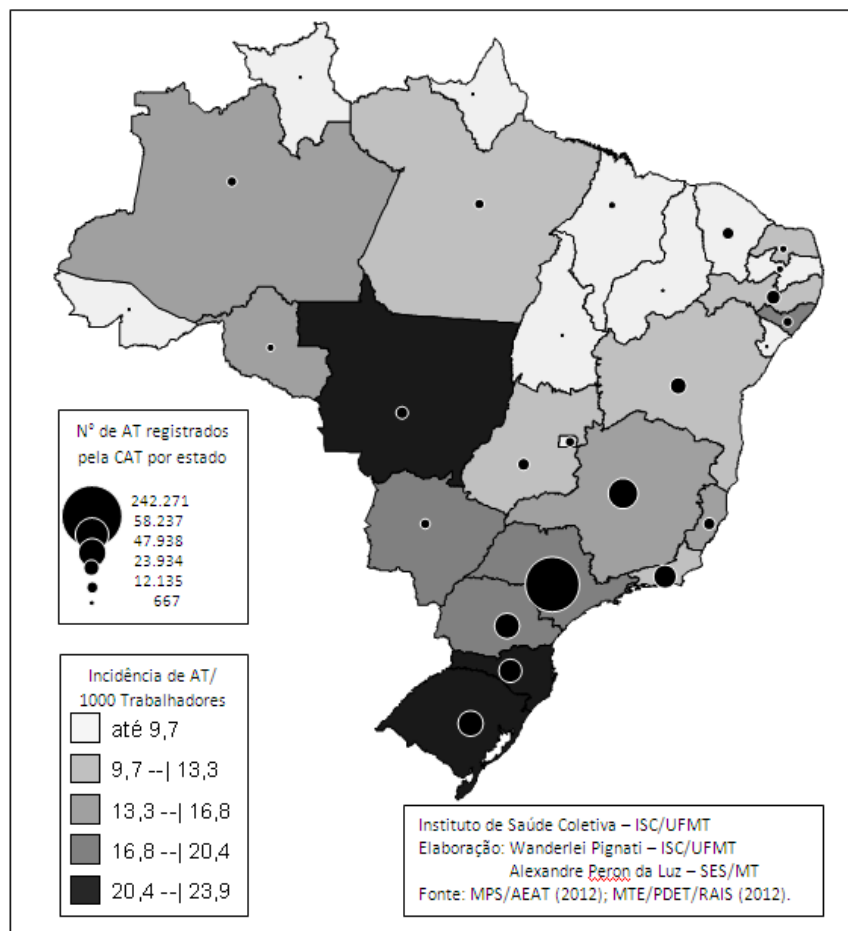 N° de AT registrados
pela CAT por estado
242.271
58.237
47.938
23.934
12.135
667
Incidência de AT/
1000 Trabalhadores
até 9,7
9,7 --| 13,3
13,3 --| 16,8
16,8 --| 20,4
20,4 --| 23,9
Instituto de Saúde Coletiva – ISC/UFMT
Elaboração: Wanderlei Pignati – ISC/UFMT
Alexandre Peron da Luz – SES/MT
Fonte: MPS/AEAT (2012); MTE/PDET/RAIS (2012).